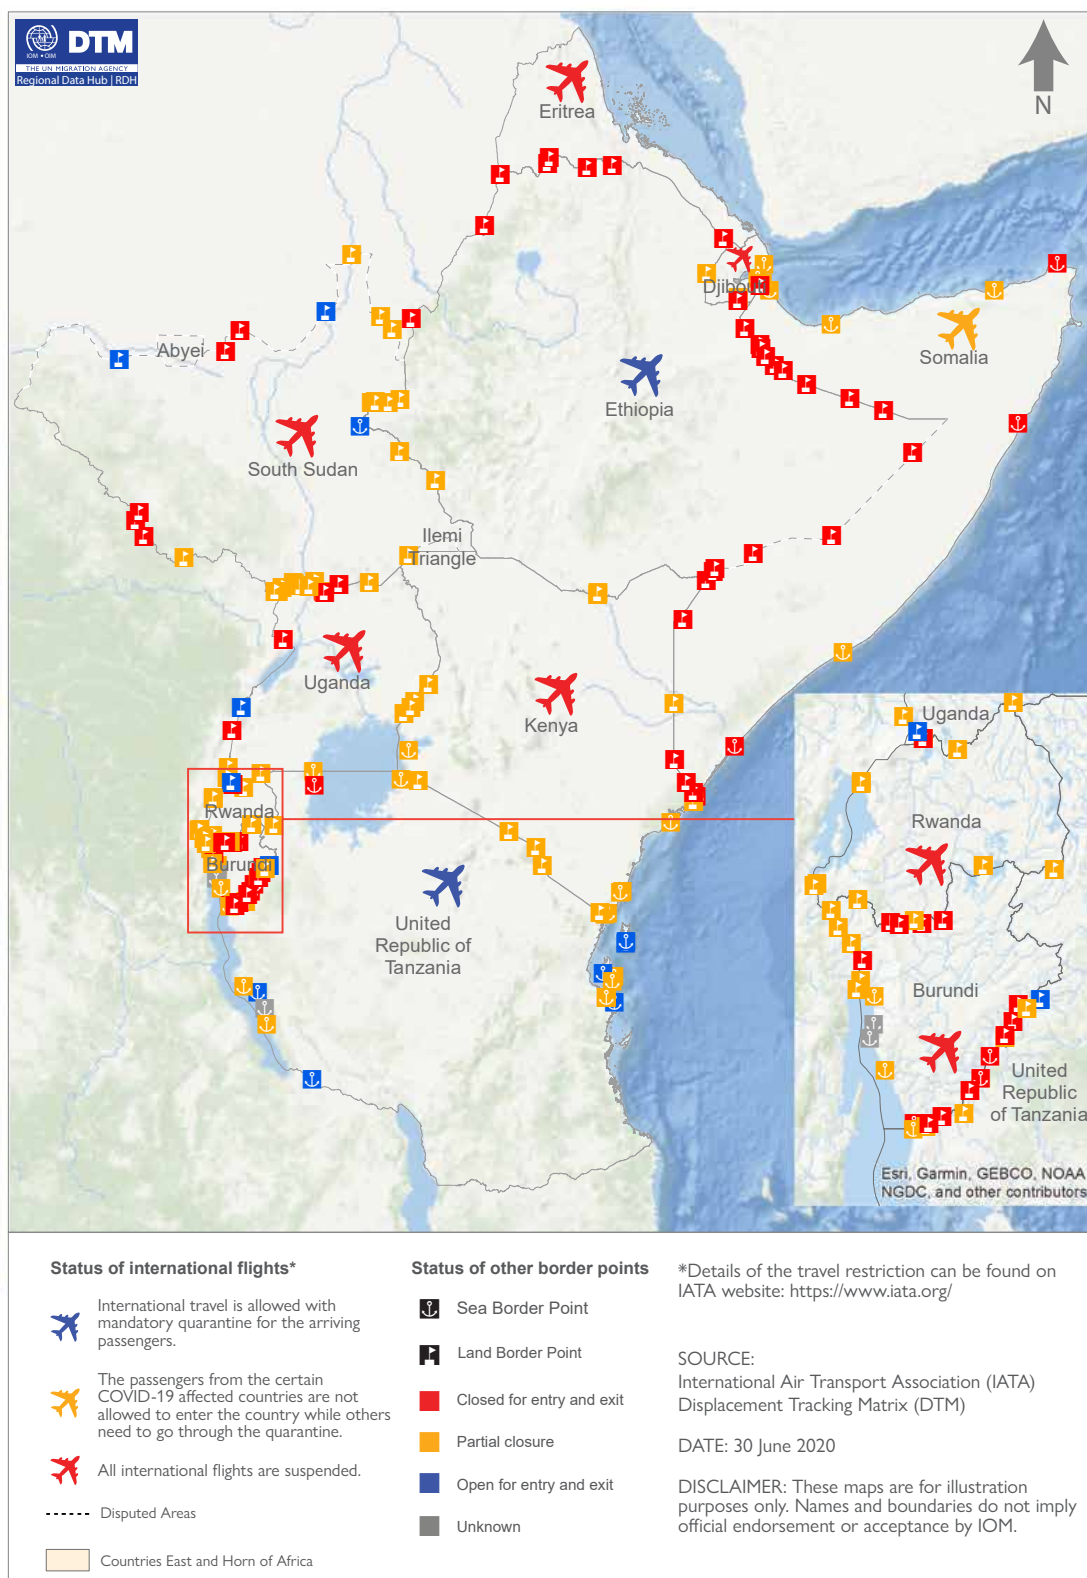 IOM • OIM
DTM
THE UN MIGRATION AGENCY
Regional Data Hub | RDH
N
Eritrea
Djibouti
Abyei
Somalia
Ethiopia
South Sudan
Ilemi
Triangle
Uganda
Kenya
Rwanda
Burundi
United
Republic of
Tanzania
Uganda
Rwanda
Burundi
United
Republic
of Tanzania
Esri, Garmin, GEBCO, NOAA
NGDC, and other contributors
Status of international flights*
International travel is allowed with
mandatory quarantine for the arriving
passengers.
The passengers from the certain
COVID-19 affected countries are not
allowed to enter the country while others
need to go through the quarantine.
All international flights are suspended.
Disputed Areas
Countries East and Horn of Africa
Status of other border points
Sea Border Point
Land Border Point
Closed for entry and exit
Partial closure
Open for entry and exit
Unknown
*Details of the travel restriction can be found on
IATA website: https://www.iata.org/
SOURCE:
International Air Transport Association (IATA)
Displacement Tracking Matrix (DTM)
DATE: 30 June 2020
DISCLAIMER: These maps are for illustration
purposes only. Names and boundaries do not imply
official endorsement or acceptance by IOM.